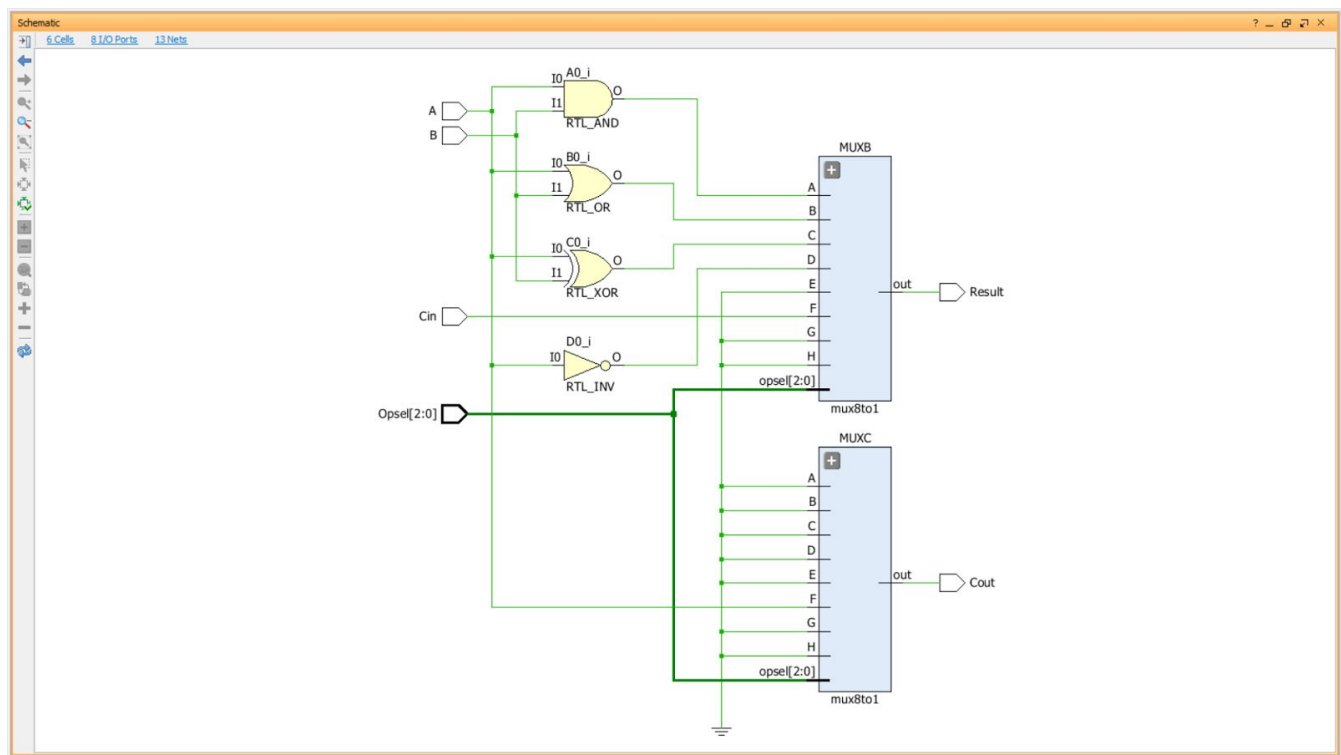 Schematic
? _ ×
6 Cells 8 I/O Ports 13 Nets
A0_i
I0
I1
O
RTL_AND
A
B
B0_i
I0
I1
O
RTL_OR
C0_i
I0
I1
O
RTL_XOR
Cin
D0_i
I0
O
RTL_INV
Opsel[2:0]
MUXB
A
B
C
D
E
F
G
H
opsel[2:0]
out
mux8to1
Result
MUXC
A
B
C
D
E
F
G
H
opsel[2:0]
out
mux8to1
Cout